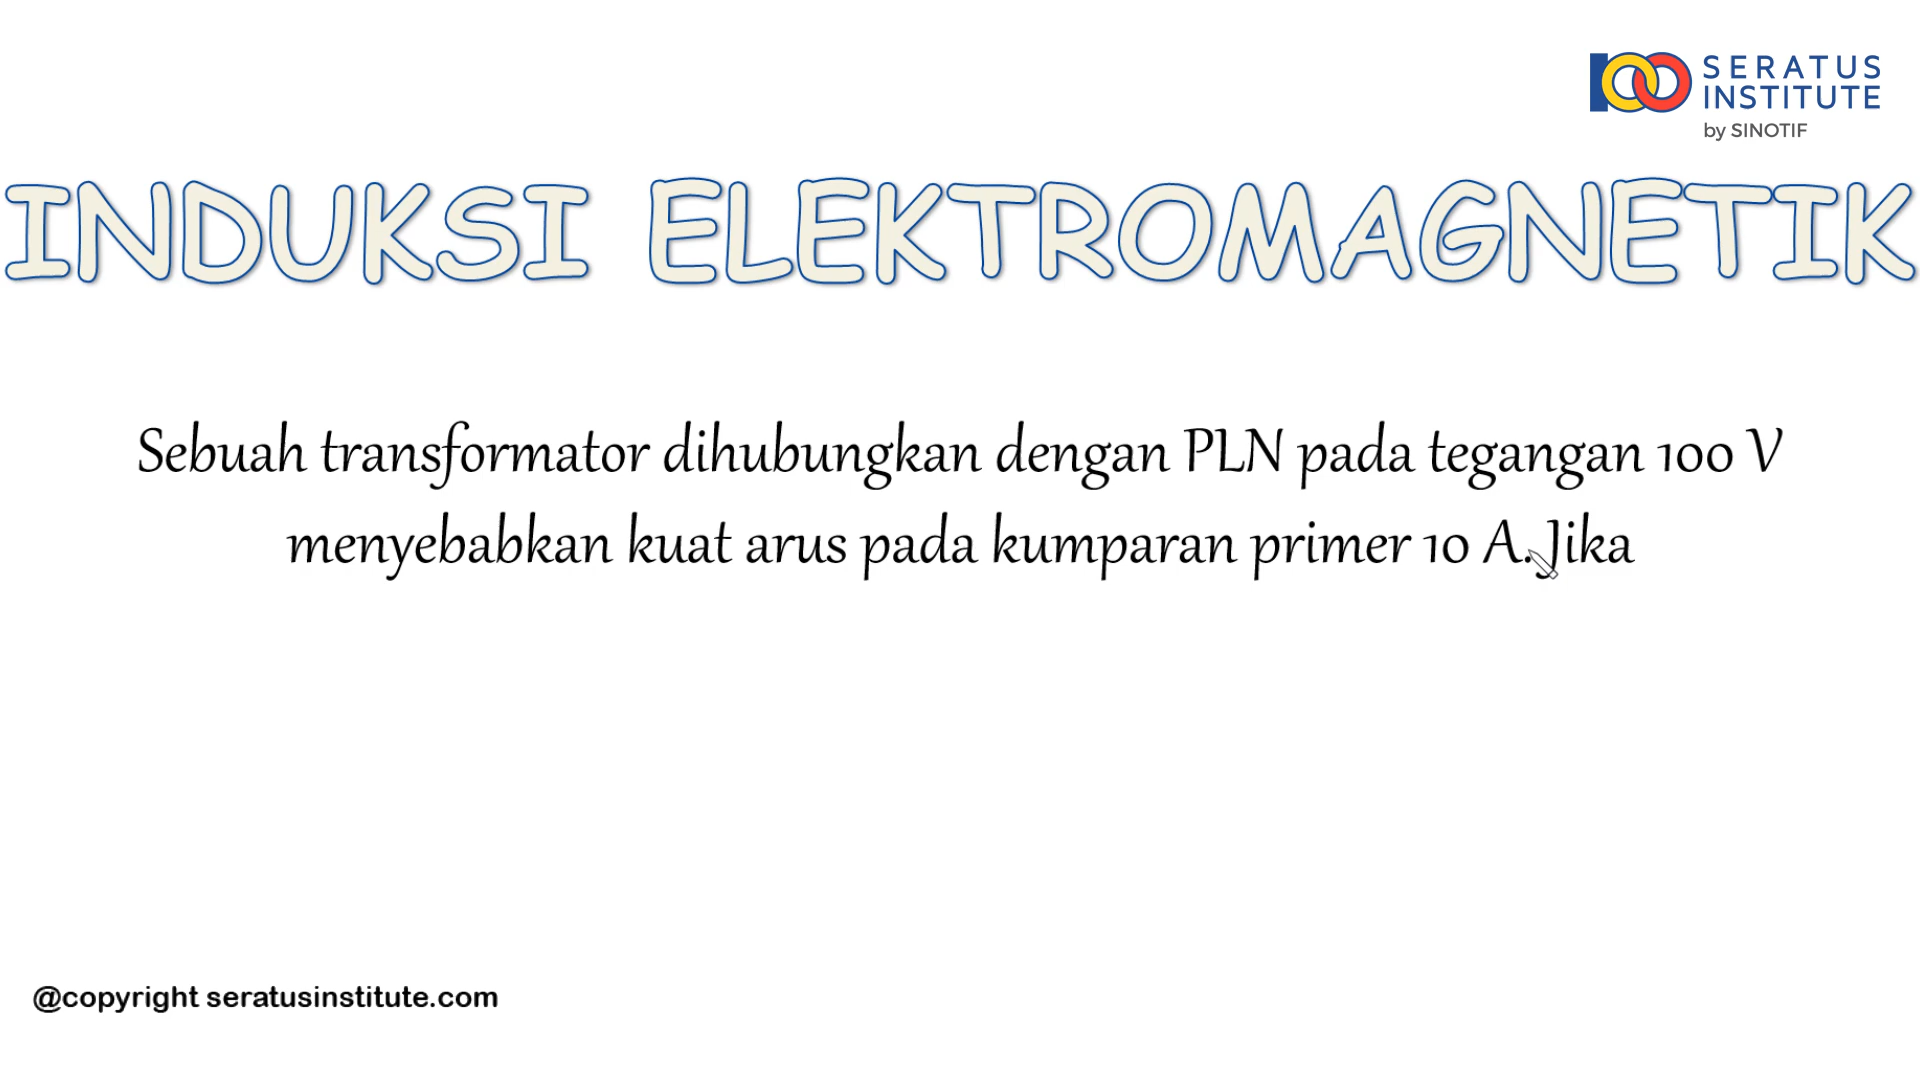 100 SERATUS
INSTITUTE
by SINOTIF
INDUKSI ELEKTROMAGNETIK
Sebuah transformator dihubungkan dengan PLN pada tegangan 100 V
menyebabkan kuat arus pada kumparan primer 10 A. Jika
@copyright seratusinstitute.com